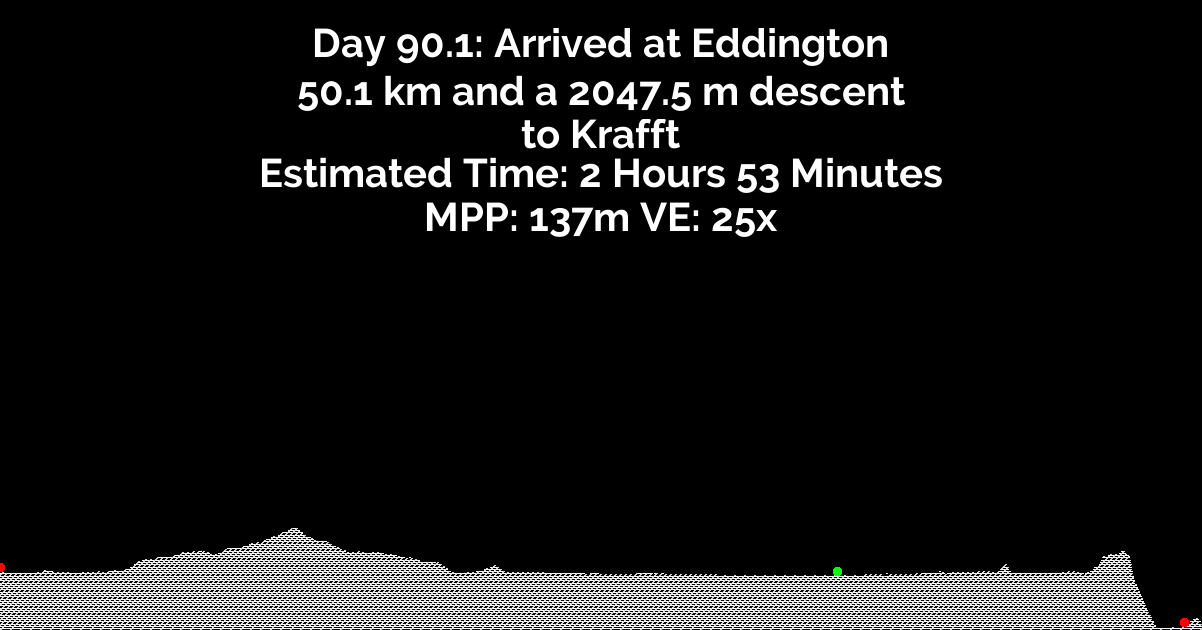 Day 90.1: Arrived at Eddington
50.1 km and a 2047.5 m descent
to Krafft
Estimated Time: 2 Hours 53 Minutes
MPP: 137m VE: 25x